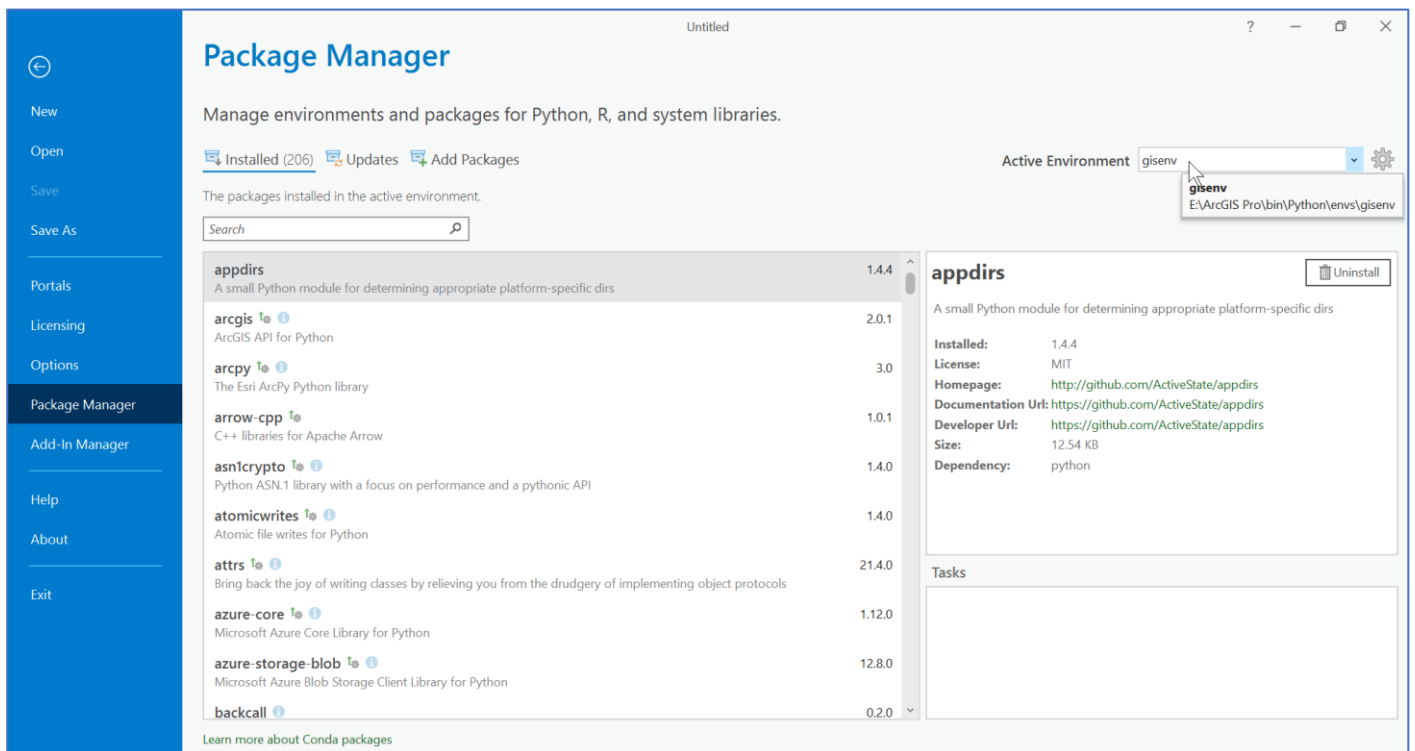 Untitled
?
Package Manager
New
Open
Save
Save As
Portals
Licensing
Options
Package Manager
Add-In Manager
Help
About
Exit
Manage environments and packages for Python, R, and system libraries.
Installed (206) Updates Add Packages
Active Environment gisenv
gisenv
E:\ArcGIS Pro\bin\Python\envs\gisenv
The packages installed in the active environment.
Search
appdirs 1.4.4
A small Python module for determining appropriate platform-specific dirs
arcgis 2.0.1
ArcGIS API for Python
arcpy 3.0
The Esri ArcPy Python library
arrow-cpp 1.0.1
C++ libraries for Apache Arrow
asn1crypto 1.4.0
Python ASN.1 library with a focus on performance and a pythonic API
atomicwrites 1.4.0
Atomic file writes for Python
attrs 21.4.0
Bring back the joy of writing classes by relieving you from the drudgery of implementing object protocols
azure-core 1.12.0
Microsoft Azure Core Library for Python
azure-storage-blob 12.8.0
Microsoft Azure Blob Storage Client Library for Python
backcall 0.2.0
Learn more about Conda packages
appdirs Uninstall
A small Python module for determining appropriate platform-specific dirs
Installed: 1.4.4
License: MIT
Homepage: http://github.com/ActiveState/appdirs
Documentation Url: https://github.com/ActiveState/appdirs
Developer Url: https://github.com/ActiveState/appdirs
Size: 12.54 KB
Dependency: python
Tasks